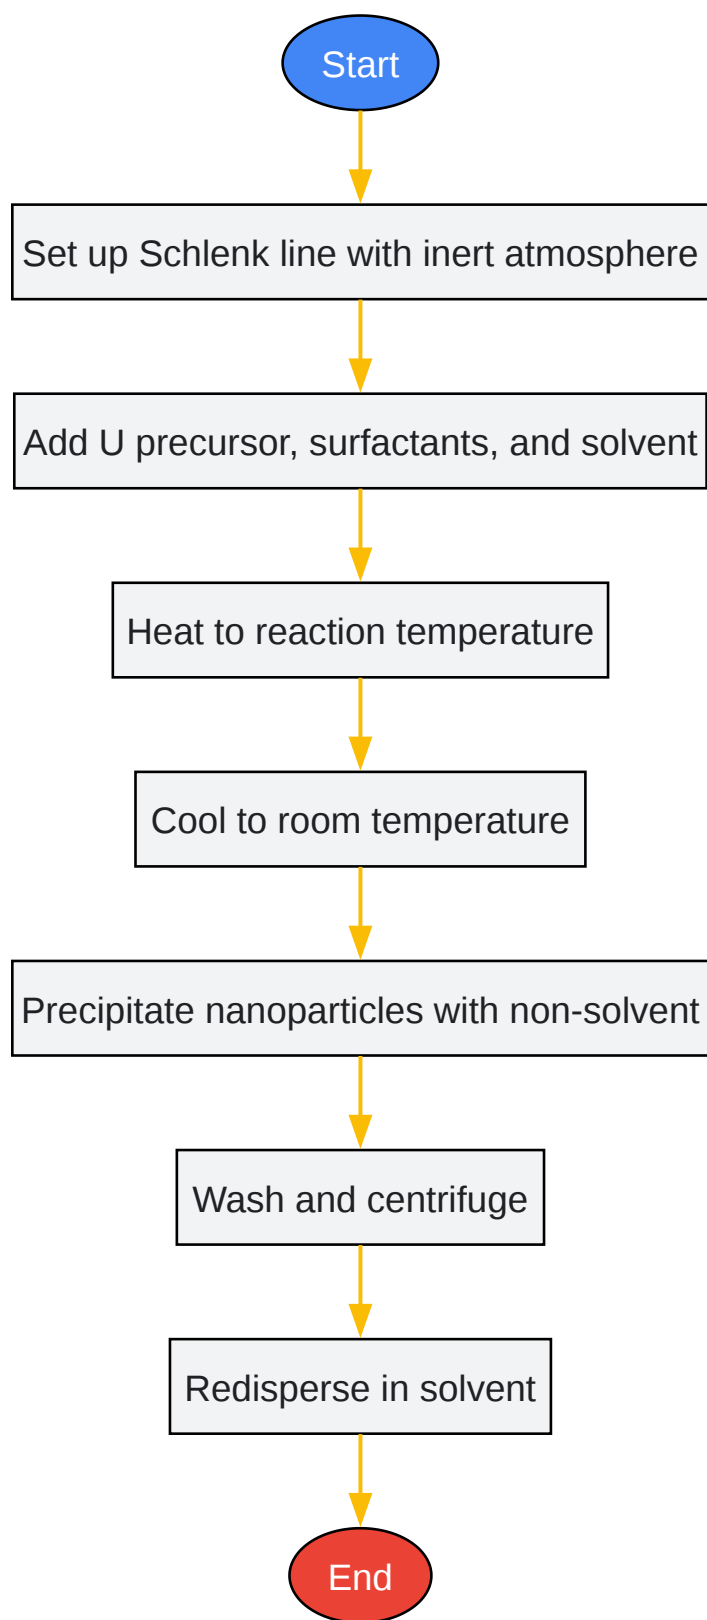 Start
Set up Schlenk line with inert atmosphere
Add U precursor, surfactants, and solvent
Heat to reaction temperature
Cool to room temperature
Precipitate nanoparticles with non-solvent
Wash and centrifuge
Redisperse in solvent
End